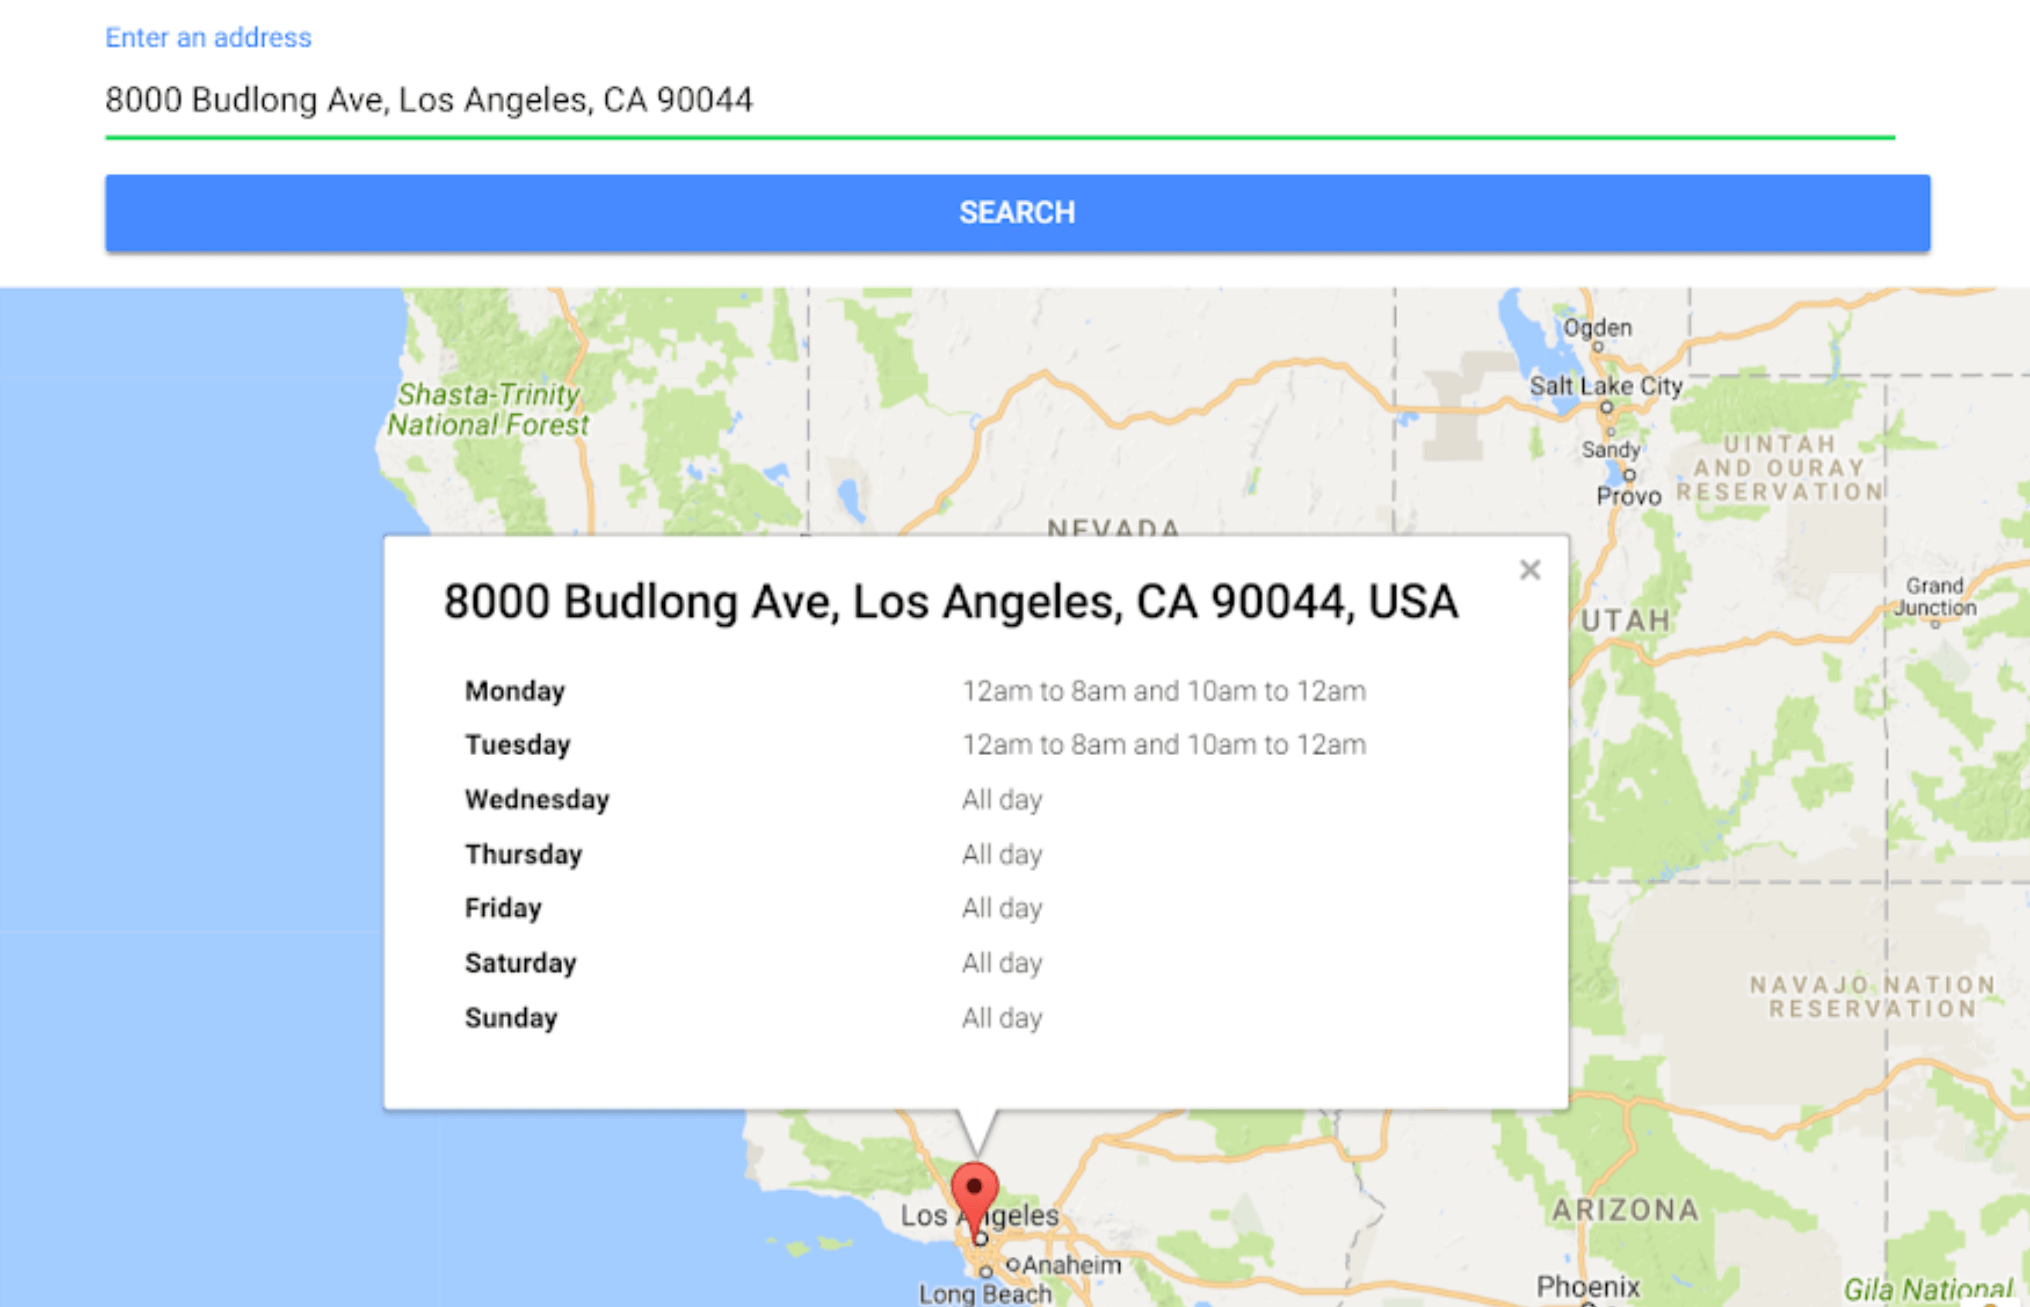 Enter an address
8000 Budlong Ave, Los Angeles, CA 90044
SEARCH
Ogden
Salt Lake City
Shasta-Trinity
National Forest
Sandy
UINTAH
AND OURAY
RESERVATION
Provo
NEVADA
Grand
Junction
UTAH
8000 Budlong Ave, Los Angeles, CA 90044, USA
×
Monday 12am to 8am and 10am to 12am
Tuesday 12am to 8am and 10am to 12am
Wednesday All day
Thursday All day
Friday All day
Saturday All day
Sunday All day
NAVAJO NATION
RESERVATION
Los Angeles
ARIZONA
Anaheim
Long Beach
Phoenix
Gila National